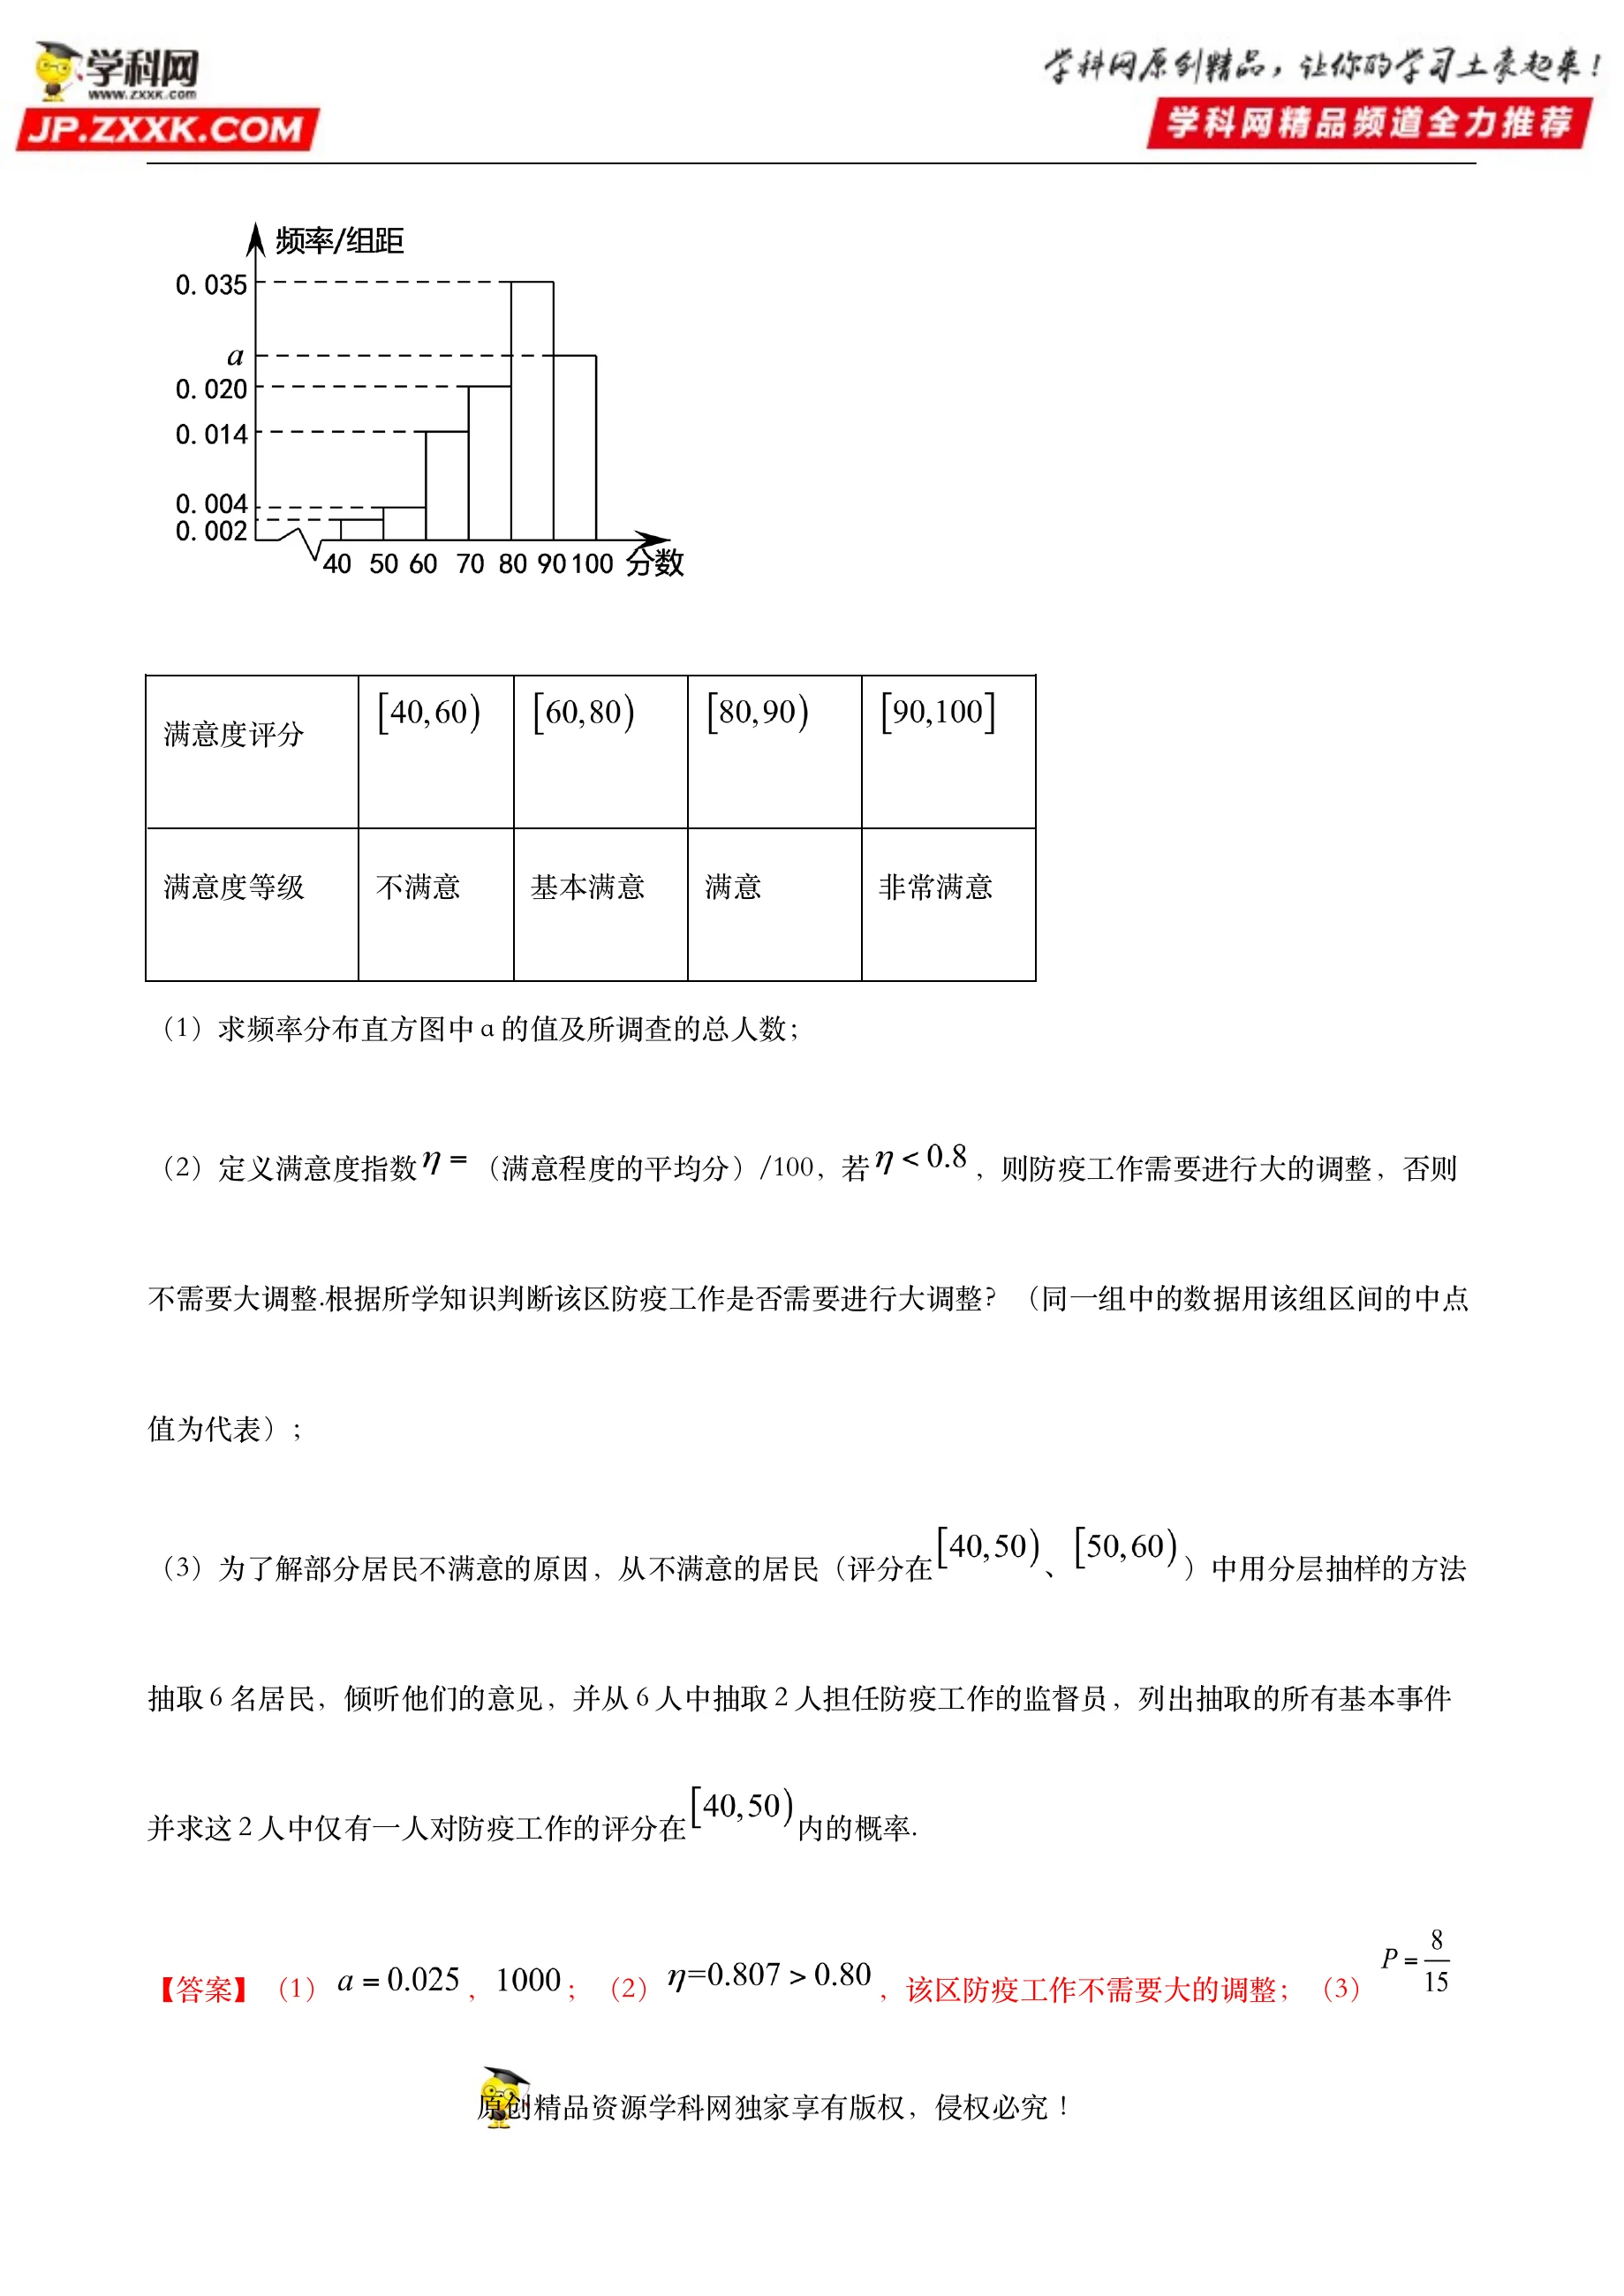 学科网
www.zxxk.com
JP.ZXXK.COM
学科网原创精品，让你的学习土豪起来！
学科网精品频道全力推荐
频率/组距
0.035
a
0.020
0.014
0.004
0.002
40 50 60 70 80 90 100 分数
满意度评分 [40,60) [60,80) [80,90) [90,100]
满意度等级 不满意 基本满意 满意 非常满意
（1）求频率分布直方图中a的值及所调查的总人数；
（2）定义满意度指数η=（满意程度的平均分）/100，若η<0.8，则防疫工作需要进行大的调整，否则
不需要大调整.根据所学知识判断该区防疫工作是否需要进行大调整？（同一组中的数据用该组区间的中点
值为代表）；
（3）为了解部分居民不满意的原因，从不满意的居民（评分在[40,50)、[50,60)）中用分层抽样的方法
抽取6名居民，倾听他们的意见，并从6人中抽取2人担任防疫工作的监督员，列出抽取的所有基本事件
并求这2人中仅有一人对防疫工作的评分在[40,50)内的概率.
【答案】（1）a=0.025，1000；（2）η=0.807>0.80，该区防疫工作不需要大的调整；（3）P=8/15
原创精品资源学科网独家享有版权，侵权必究！